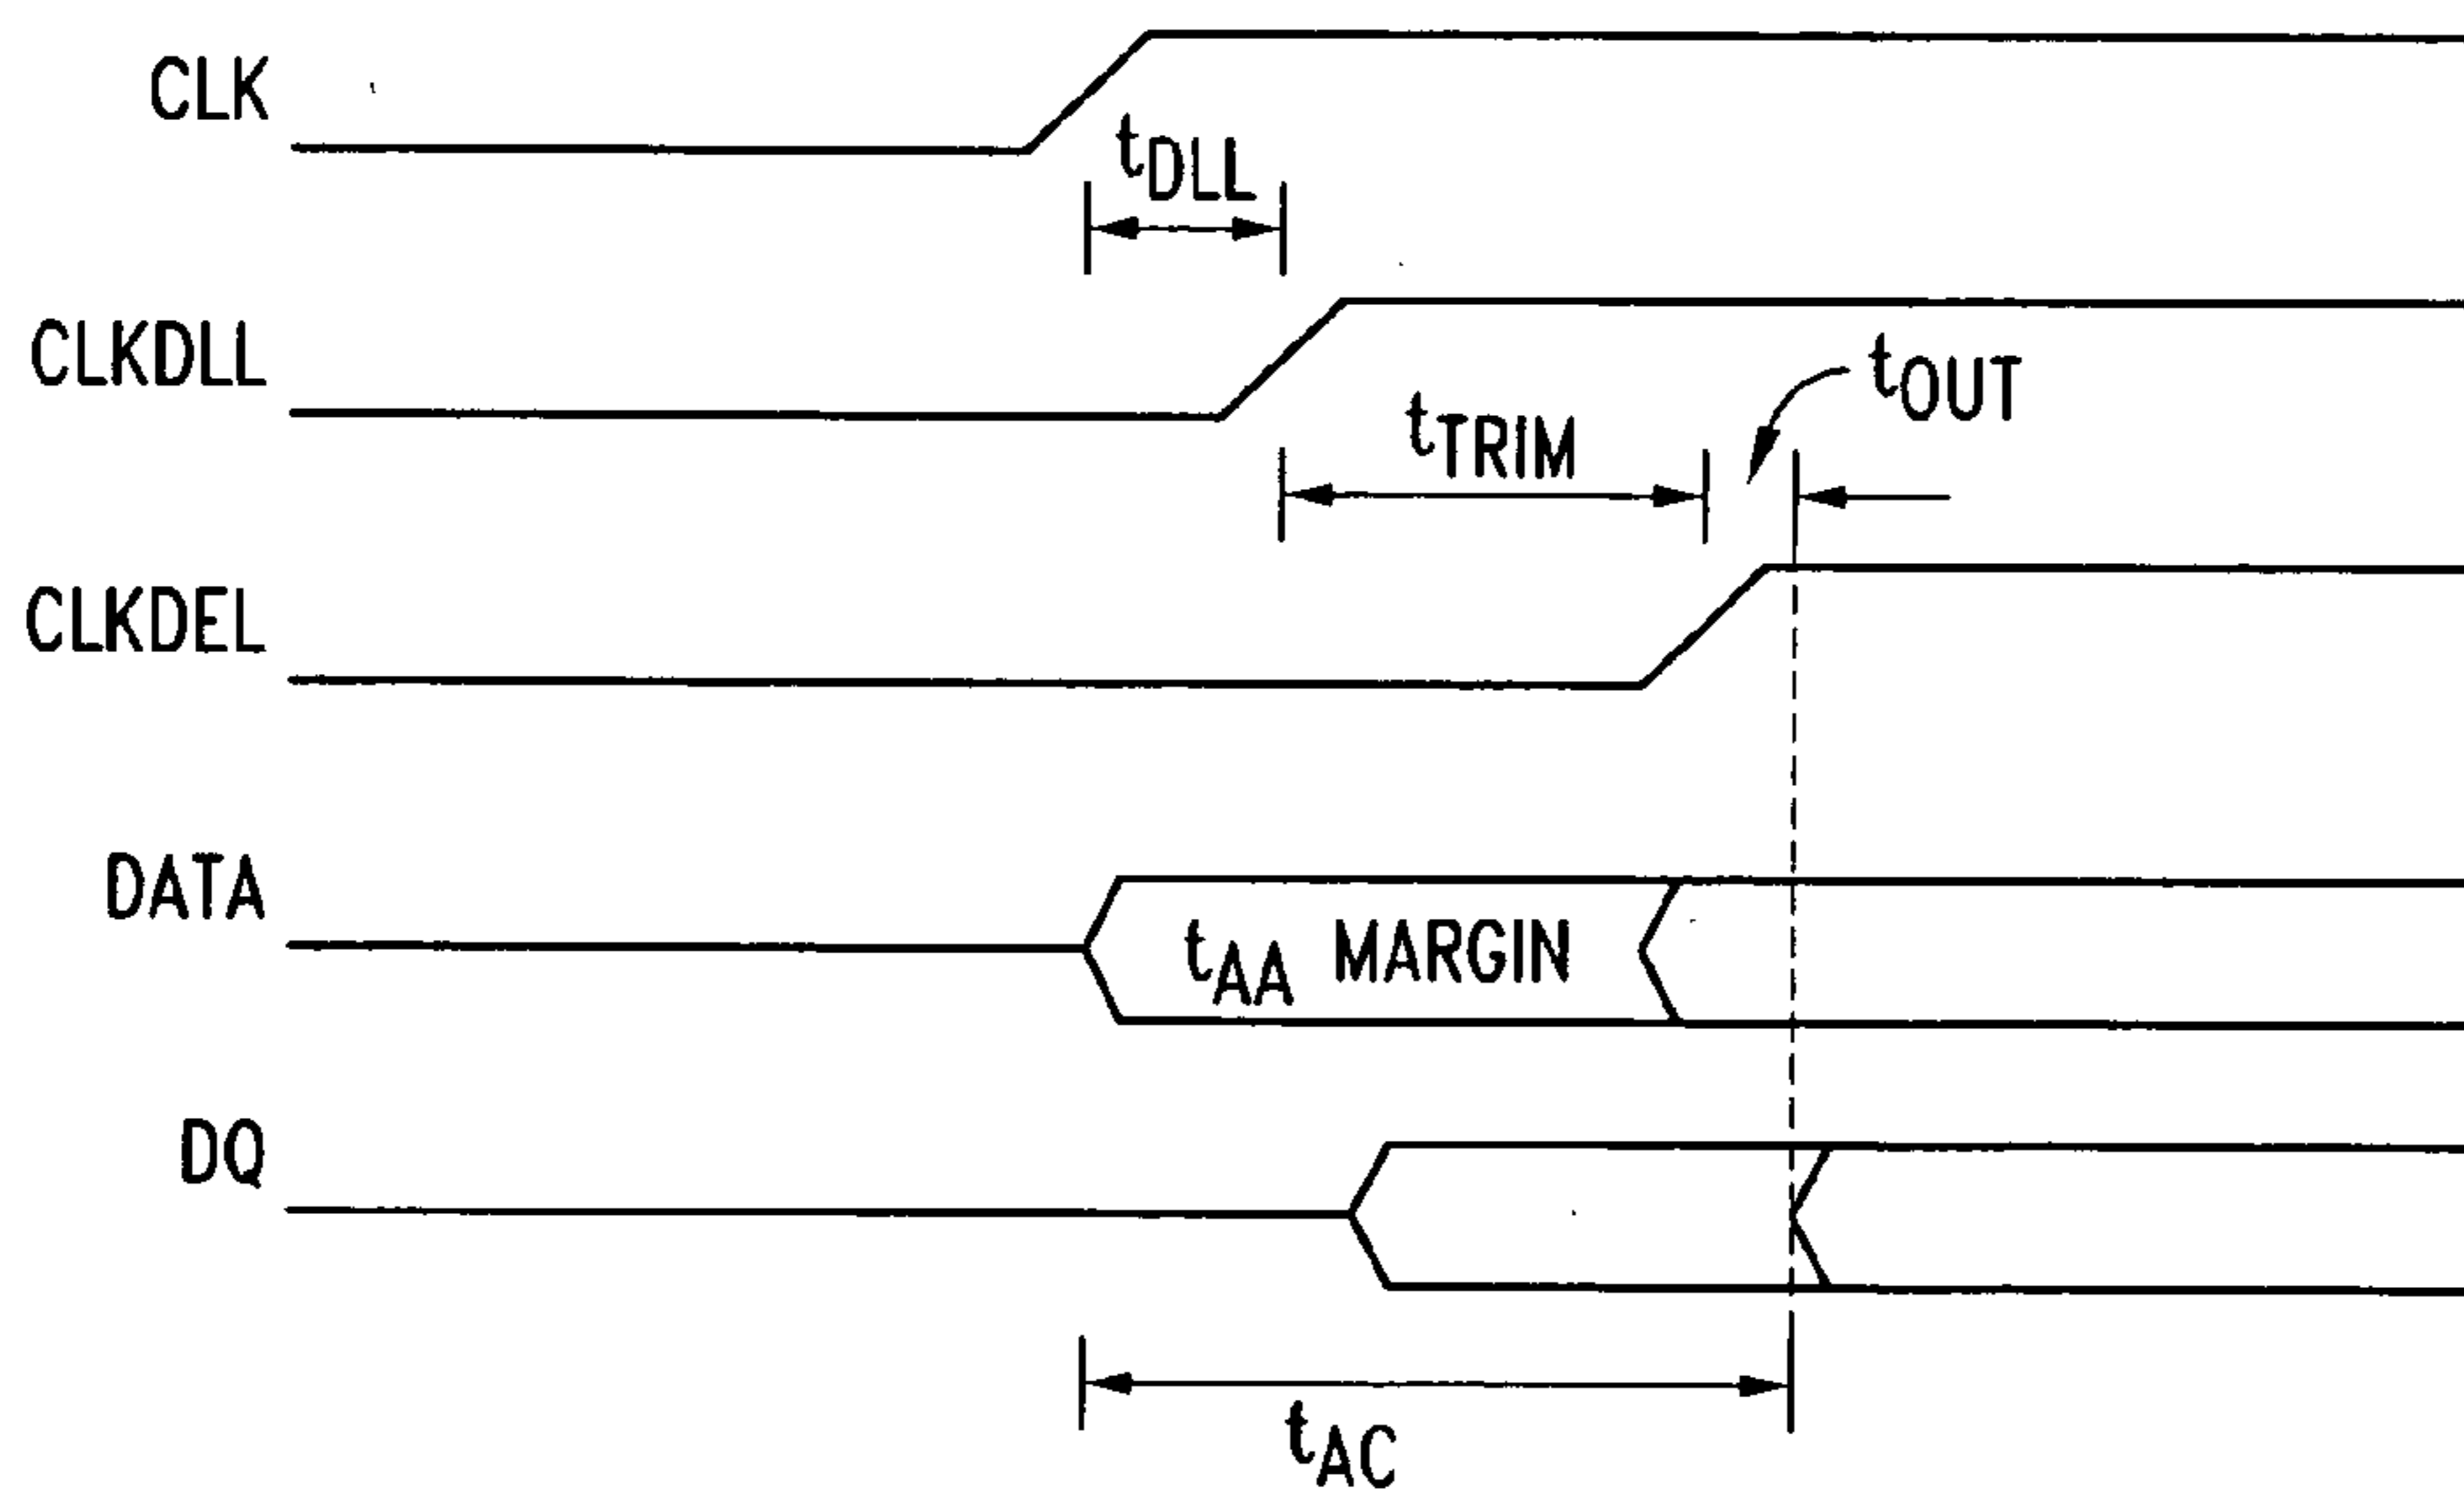 CLK
tDLL
CLKDLL
tOUT
tTRIM
CLKDEL
DATA
tAA MARGIN
DQ
tAC